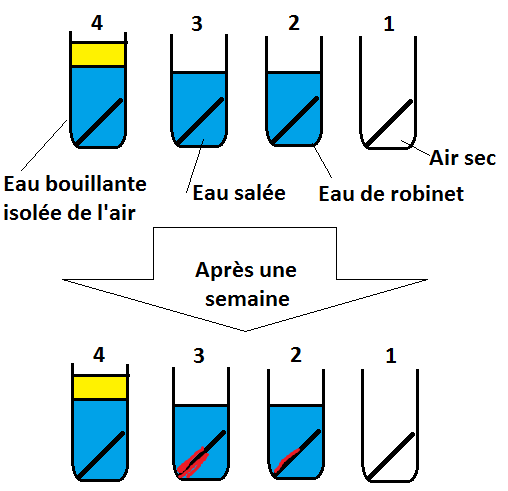 4 3 2 1
Air sec
Eau bouillante
isolée de l'air
Eau salée
Eau de robinet
Après une
semaine
4 3 2 1